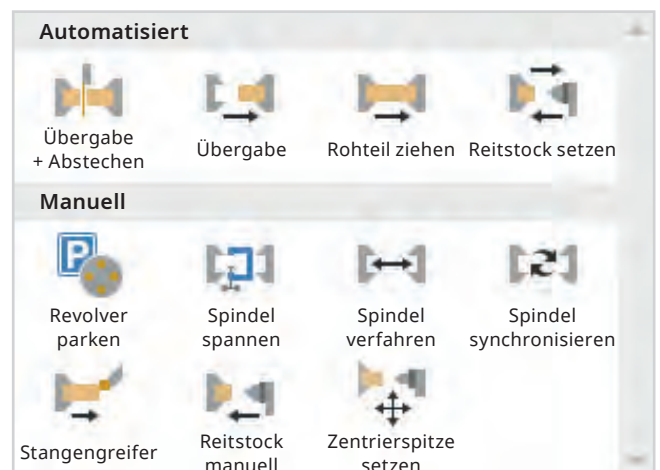 Automatisiert
Übergabe
+ Abstechen
Übergabe
Rohteil ziehen
Reitstock setzen
Manuell
P
Revolver
parken
Spindel
spannen
Spindel
verfahren
Spindel
synchronisieren
Stangengreifer
Reitstock
manuell
Zentrierspitze
setzen